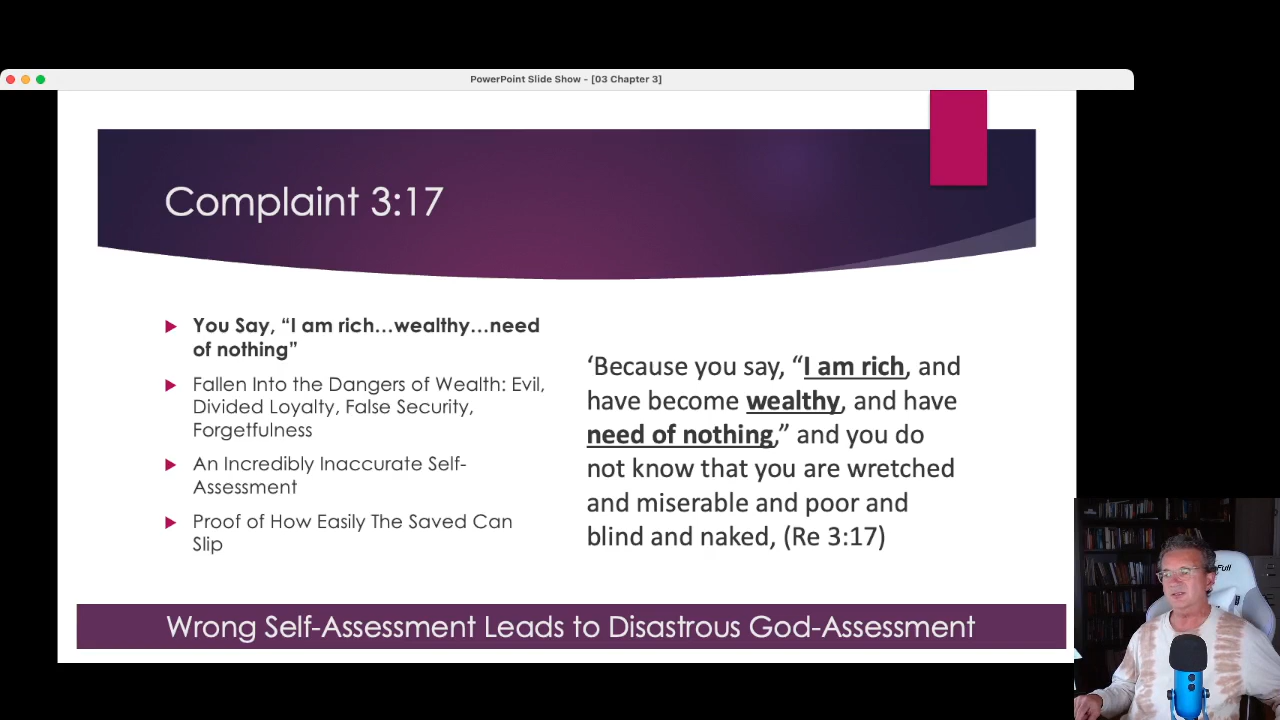 PowerPoint Slide Show - [03 Chapter 3]
Complaint 3:17
You Say, “I am rich...wealthy...need
of nothing”
Fallen Into the Dangers of Wealth: Evil,
Divided Loyalty, False Security,
Forgetfulness
An Incredibly Inaccurate Self-
Assessment
Proof of How Easily The Saved Can
Slip
‘Because you say, “I am rich, and
have become wealthy, and have
need of nothing,” and you do
not know that you are wretched
and miserable and poor and
blind and naked, (Re 3:17)
Wrong Self-Assessment Leads to Disastrous God-Assessment